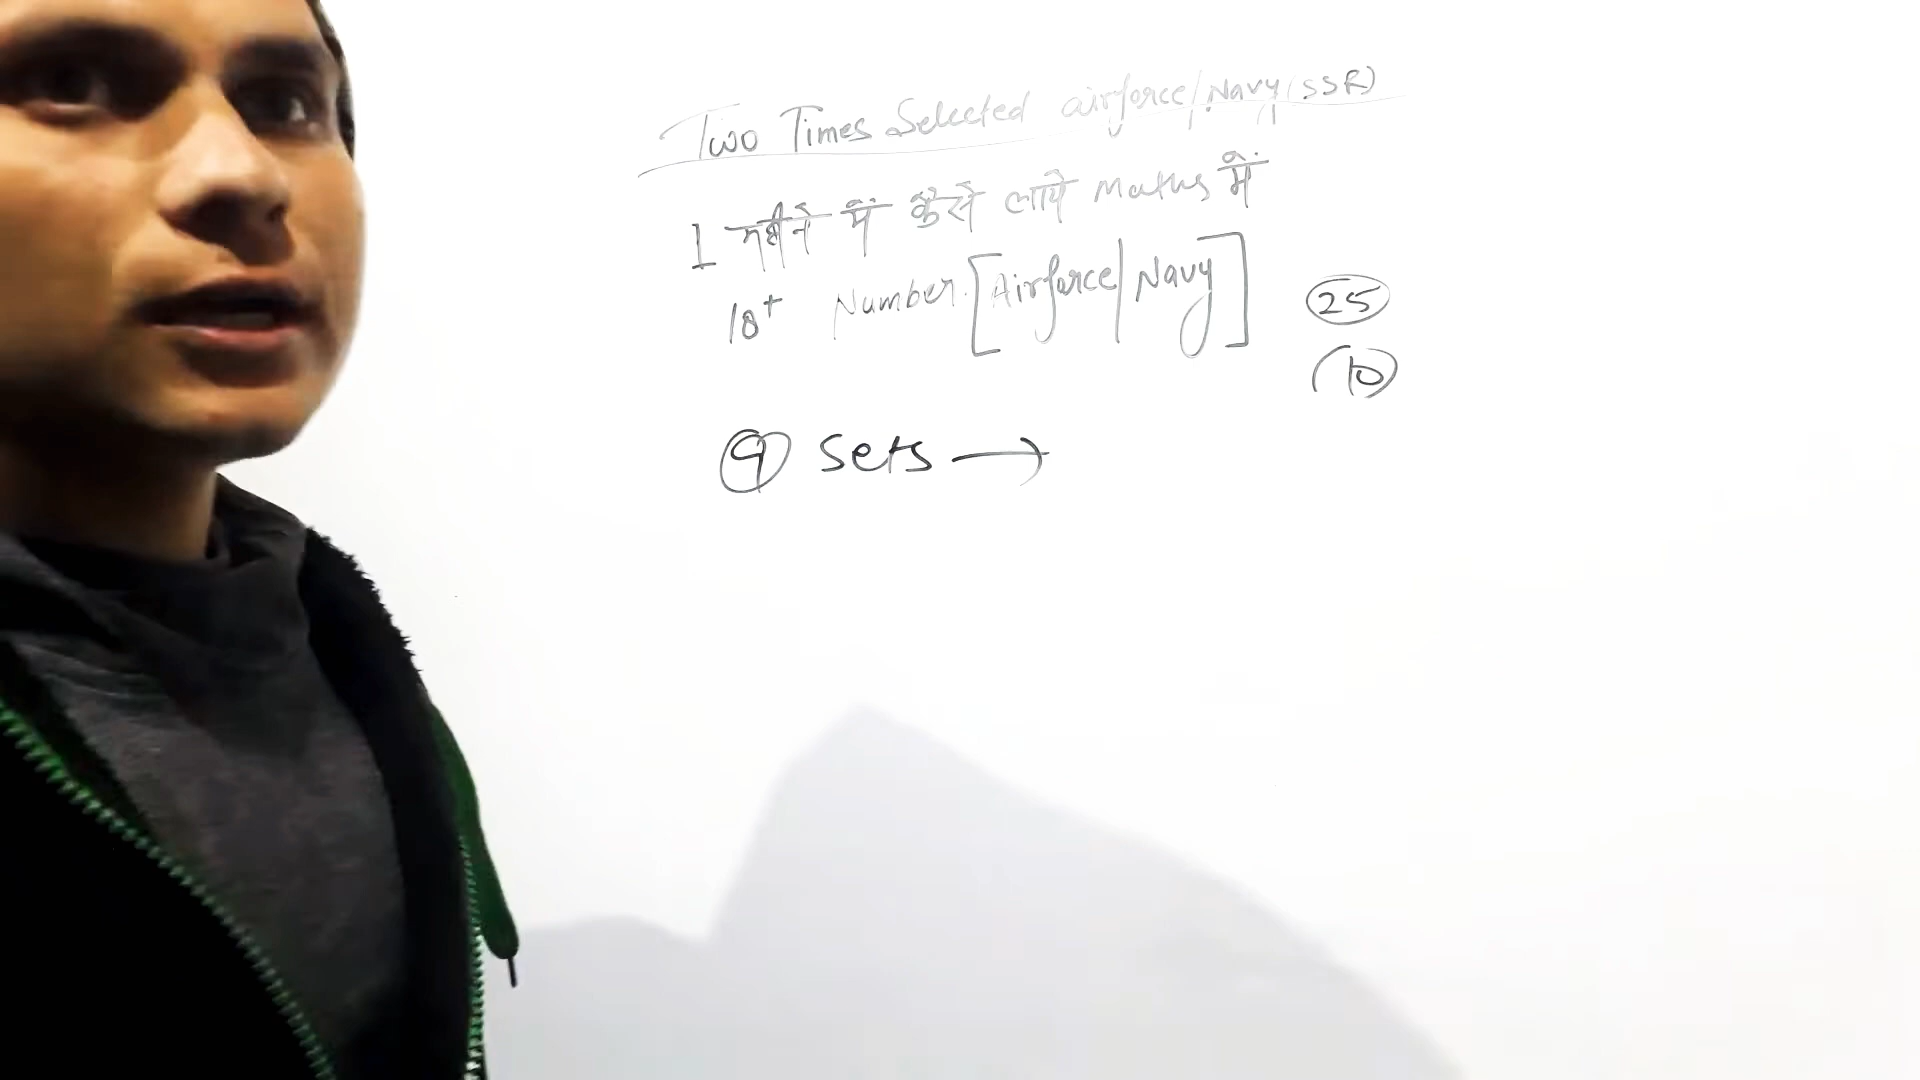 Two Times Selected airforce/Navy(SSR)
1 महीने में कैसे लाये Maths में
18+ Number [Airforce/Navy]
25
10
9 sets →